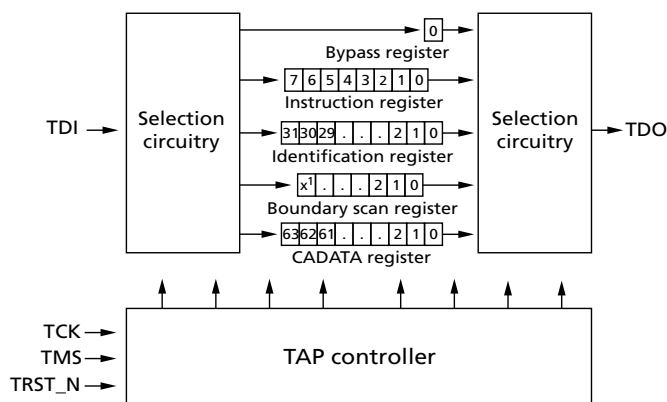 0
Bypass register
7 6 5 4 3 2 1 0
Instruction register
TDI
Selection
circuitry
Selection
circuitry
TDO
31 30 29 . . . 2 1 0
Identification register
x1 . . . 2 1 0
Boundary scan register
63 62 61 . . . 2 1 0
CADATA register
TCK
TMS
TRST_N
TAP controller